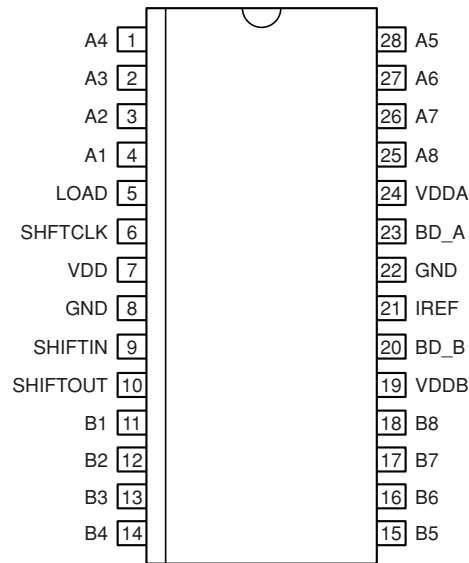 A4 1 28 A5
A3 2 27 A6
A2 3 26 A7
A1 4 25 A8
LOAD 5 24 VDDA
SHFTCLK 6 23 BD_A
VDD 7 22 GND
GND 8 21 IREF
SHIFTIN 9 20 BD_B
SHIFTOUT 10 19 VDDB
B1 11 18 B8
B2 12 17 B7
B3 13 16 B6
B4 14 15 B5